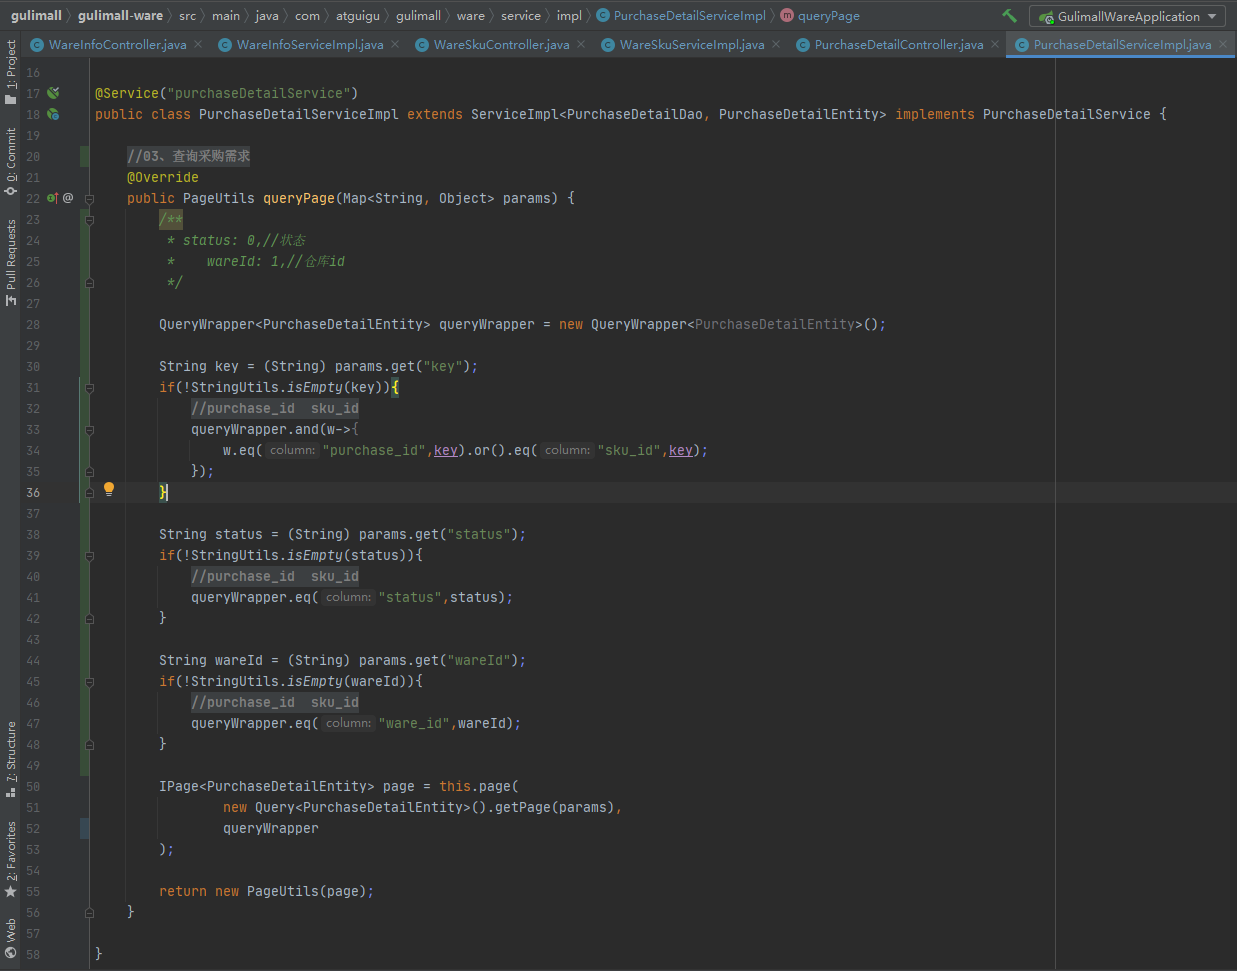 gulimall gulimall-ware src main java com atguigu gulimall ware service impl PurchaseDetailServiceImpl queryPage GulimallWareApplication
WareInfoController.java WareInfoServiceImpl.java WareSkuController.java WareSkuServiceImpl.java PurchaseDetailController.java PurchaseDetailServiceImpl.java
1: Project
0: Commit
Pull Requests
7: Structure
2: Favorites
Web
16
17 @Service("purchaseDetailService")
18 public class PurchaseDetailServiceImpl extends ServiceImpl<PurchaseDetailDao, PurchaseDetailEntity> implements PurchaseDetailService {
19
20 //03、查询采购需求
21 @Override
22 @ public PageUtils queryPage(Map<String, Object> params) {
23 /**
24 * status: 0,//状态
25 * wareId: 1,//仓库id
26 */
27
28 QueryWrapper<PurchaseDetailEntity> queryWrapper = new QueryWrapper<PurchaseDetailEntity>();
29
30 String key = (String) params.get("key");
31 if(!StringUtils.isEmpty(key)){
32 //purchase_id sku_id
33 queryWrapper.and(w->{
34 w.eq( column: "purchase_id",key).or().eq( column: "sku_id",key);
35 });
36 }
37
38 String status = (String) params.get("status");
39 if(!StringUtils.isEmpty(status)){
40 //purchase_id sku_id
41 queryWrapper.eq( column: "status",status);
42 }
43
44 String wareId = (String) params.get("wareId");
45 if(!StringUtils.isEmpty(wareId)){
46 //purchase_id sku_id
47 queryWrapper.eq( column: "ware_id",wareId);
48 }
49
50 IPage<PurchaseDetailEntity> page = this.page(
51 new Query<PurchaseDetailEntity>().getPage(params),
52 queryWrapper
53 );
54
55 return new PageUtils(page);
56 }
57
58 }